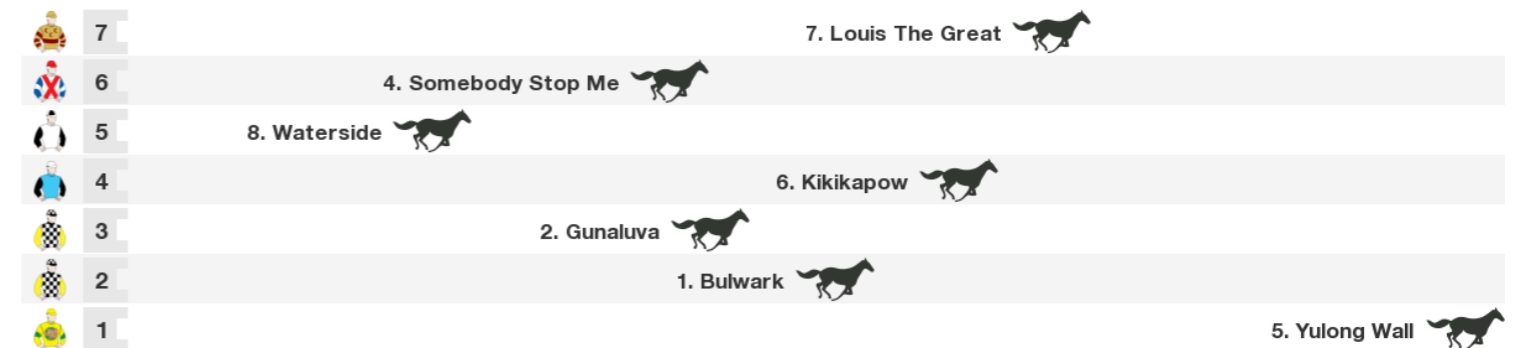 7 7. Louis The Great
6 4. Somebody Stop Me
5 8. Waterside
4 6. Kikikapow
3 2. Gunaluva
2 1. Bulwark
1 5. Yulong Wall